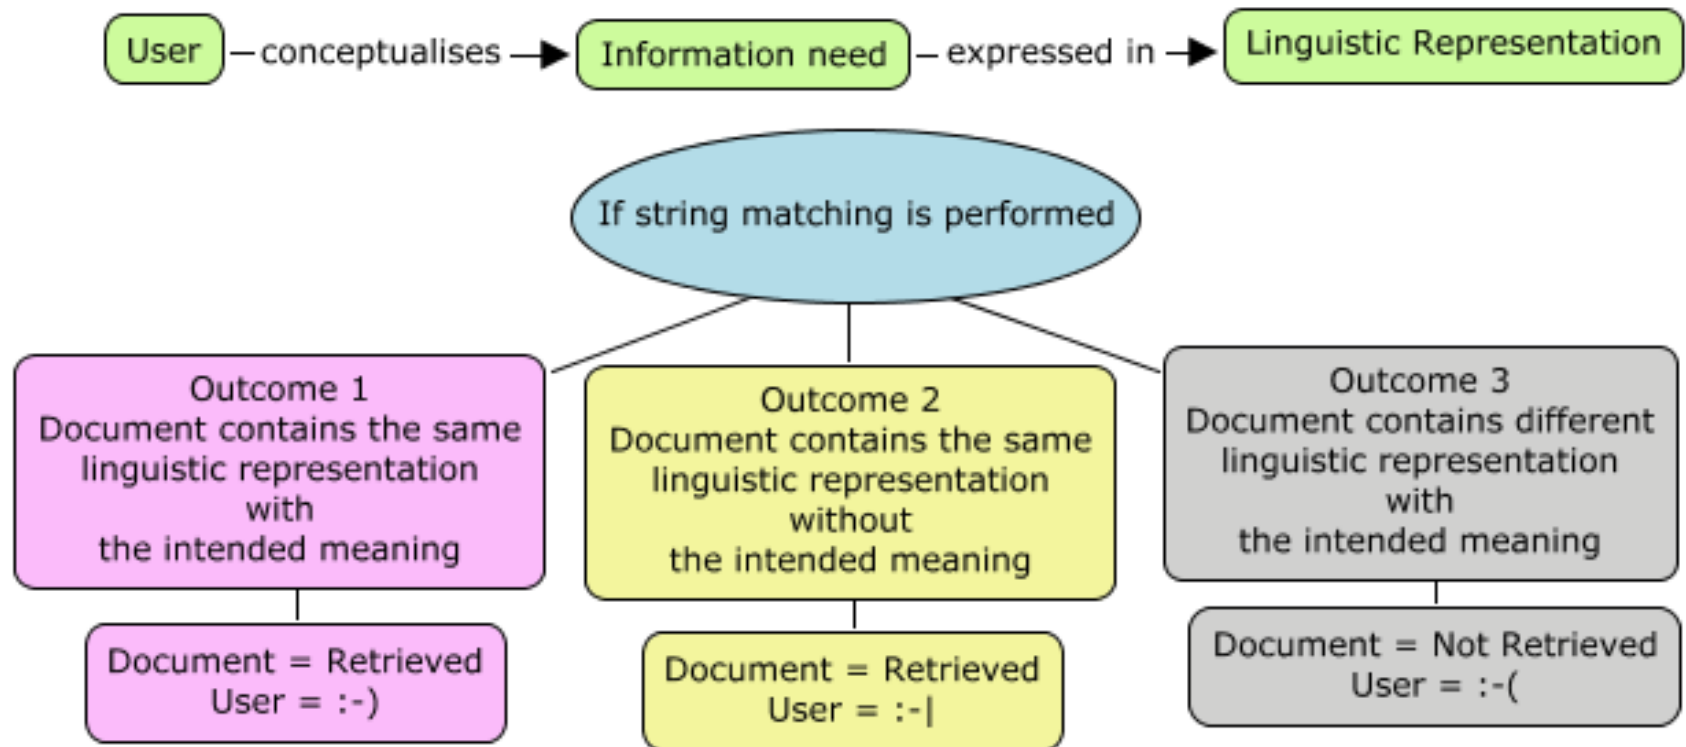 User conceptualises Information need expressed in Linguistic Representation
If string matching is performed
Outcome 1
Document contains the same
linguistic representation
with
the intended meaning
Document = Retrieved
User = :-)
Outcome 2
Document contains the same
linguistic representation
without
the intended meaning
Document = Retrieved
User = :-|
Outcome 3
Document contains different
linguistic representation
with
the intended meaning
Document = Not Retrieved
User = :-(